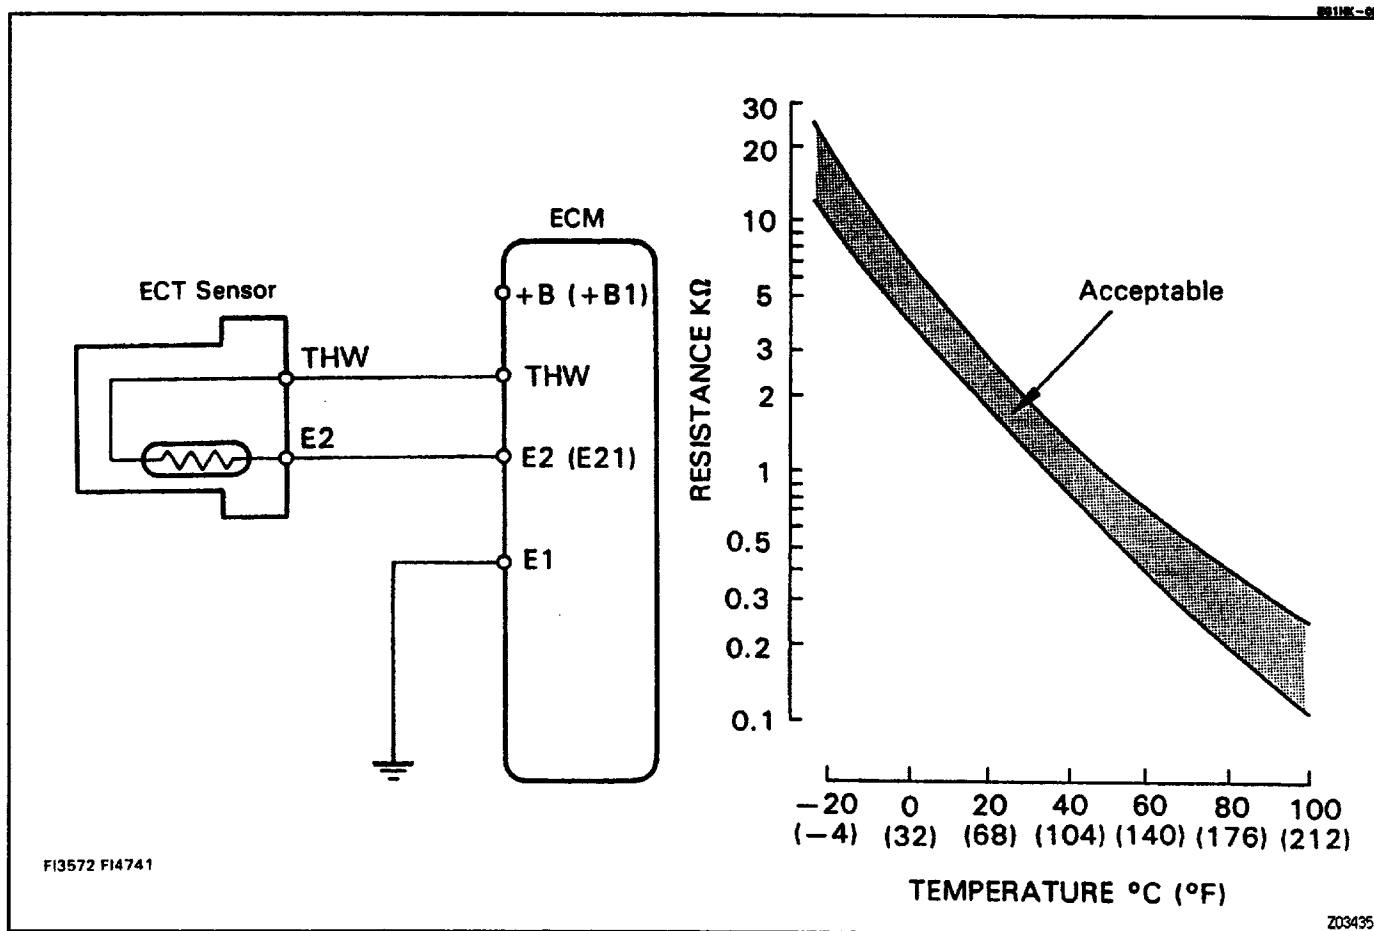 ECM
ECT Sensor
+B (+B1)
THW
THW
E2
E2 (E21)
E1
FI3572 FI4741
RESISTANCE KΩ
30
20
10
5
3
2
1
0.5
0.3
0.2
0.1
Acceptable
−20 0 20 40 60 80 100
(−4) (32) (68) (104) (140) (176) (212)
TEMPERATURE ºC (ºF)
Z03435